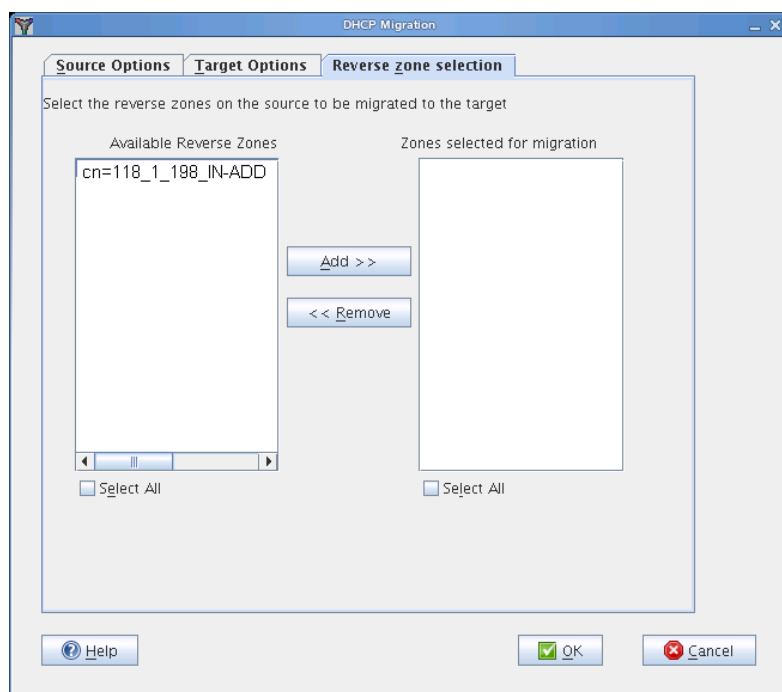 DHCP Migration
Source Options Target Options Reverse zone selection
Select the reverse zones on the source to be migrated to the target
Available Reverse Zones Zones selected for migration
cn=118_1_198_IN-ADD
Add >>
<< Remove
Select All Select All
Help OK Cancel